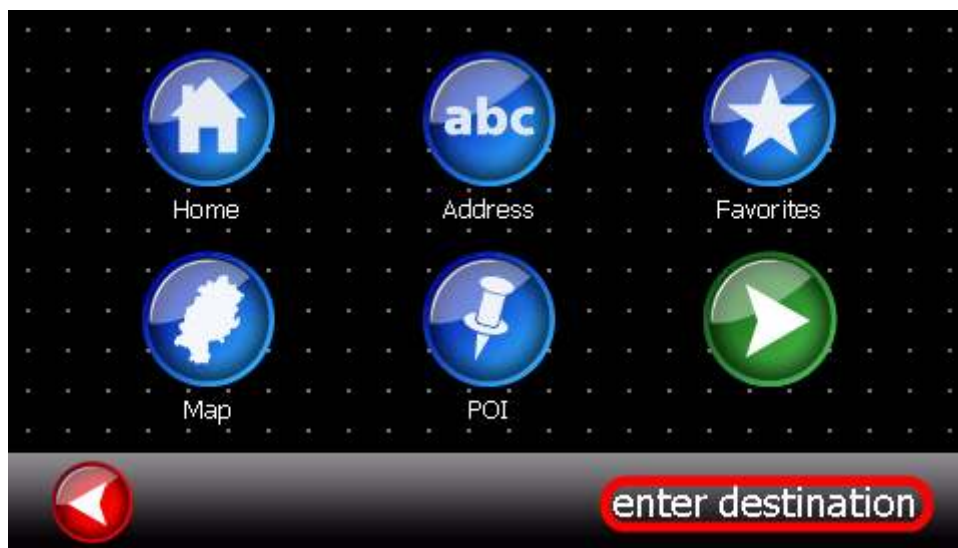 abc
Home
Address
Favorites
Map
POI
enter destination